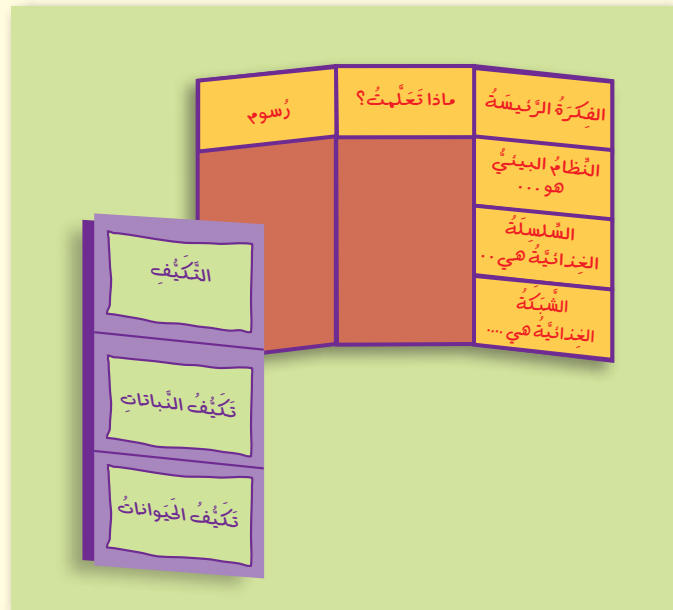 الفِكرَةُ الرَّئيسَةُ
ماذا تَعَلَّمتُ؟
رُسوم
النِّظامُ البيئيُّ
هو ...
السِّلسِلَةُ
الغِذائيَّةُ هي ..
الشَّبَكَةُ
الغِذائيَّةُ هي ....
التَّكَيُّفِ
تَكَيُّفُ النَّباتاتِ
تَكَيُّفُ الحَيَواناتُ